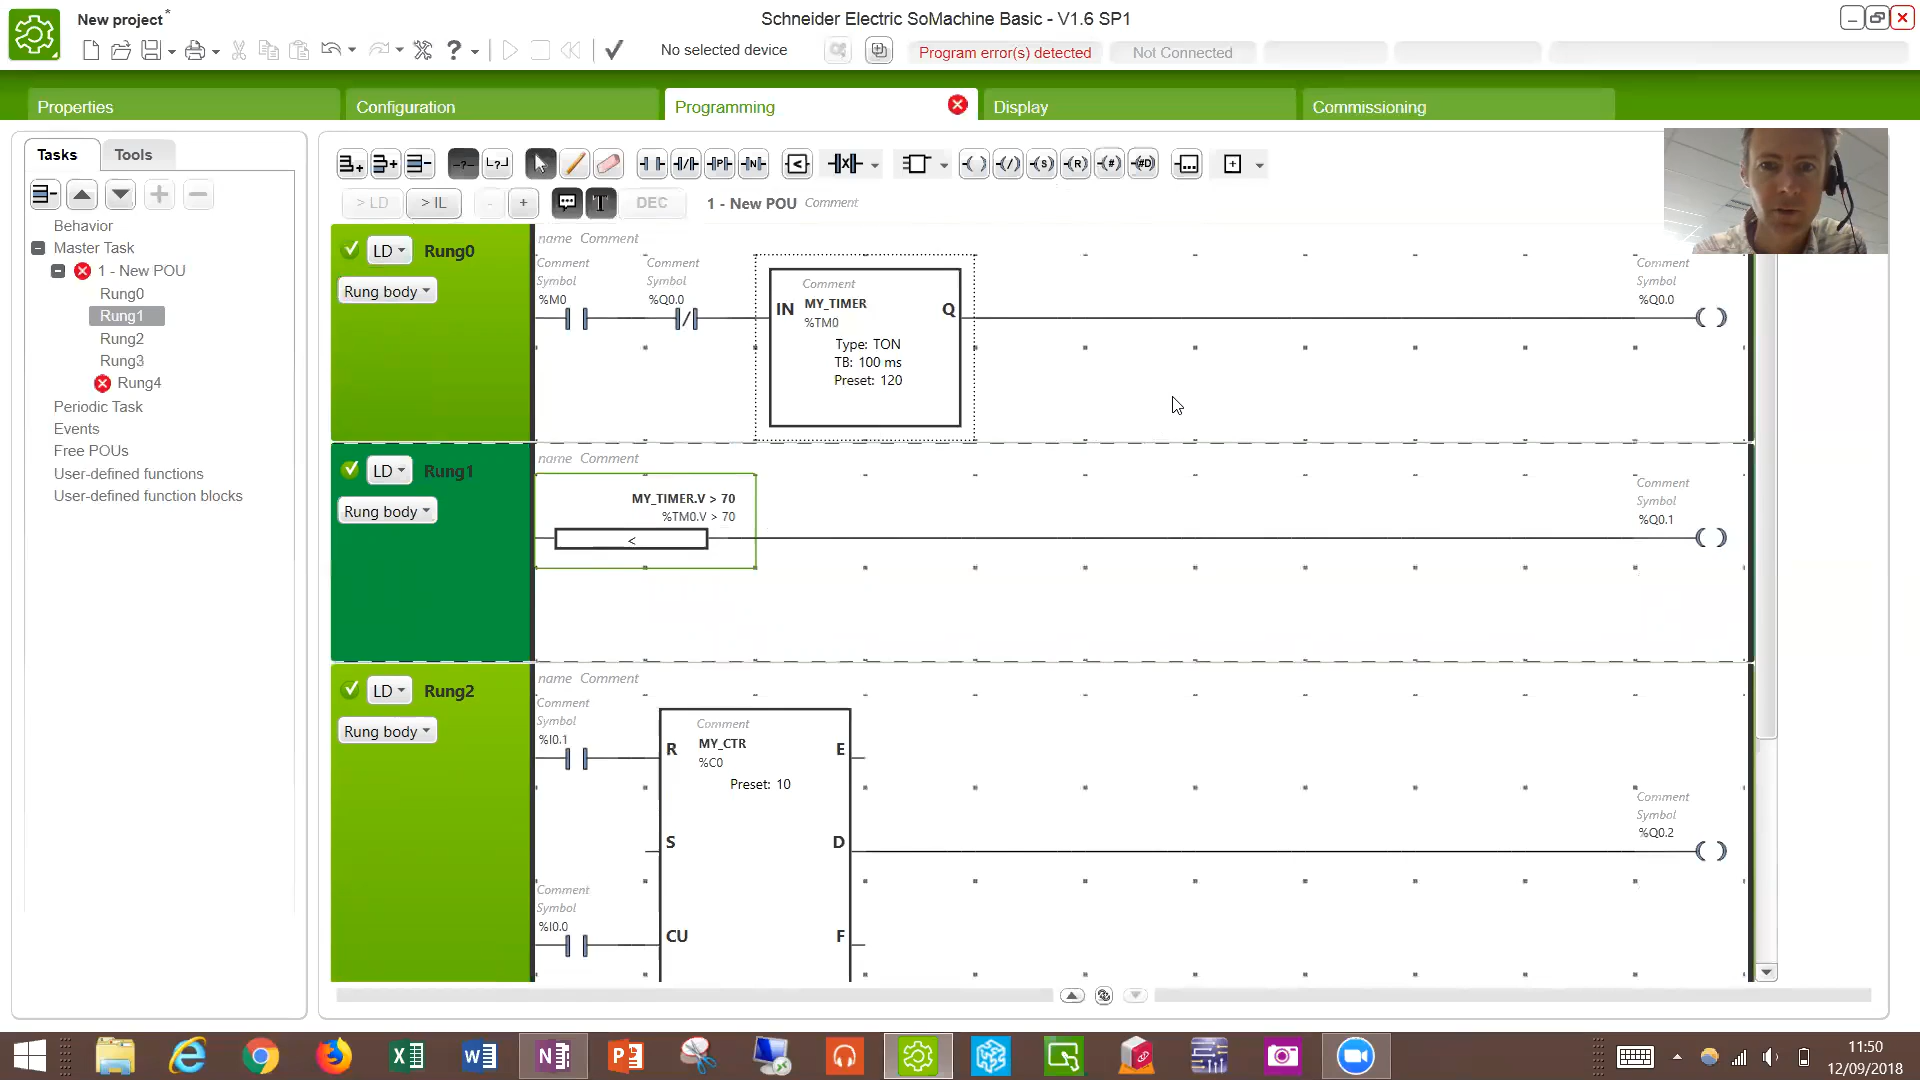 New project*
Schneider Electric SoMachine Basic - V1.6 SP1
No selected device
Program error(s) detected
Not Connected
Properties
Configuration
Programming
Display
Commissioning
Tasks
Tools
Behavior
Master Task
1 - New POU
Rung0
Rung1
Rung2
Rung3
Rung4
Periodic Task
Events
Free POUs
User-defined functions
User-defined function blocks
> LD
> IL
-
+
T
DEC
1 - New POU Comment
LD
Rung0
Rung body
name Comment
Comment
Symbol
%M0
Comment
Symbol
%Q0.0
Comment
MY_TIMER
%TM0
IN
Q
Type: TON
TB: 100 ms
Preset: 120
Comment
Symbol
%Q0.0
LD
Rung1
Rung body
name Comment
MY_TIMER.V > 70
%TM0.V > 70
<
Comment
Symbol
%Q0.1
LD
Rung2
Rung body
name Comment
Comment
Symbol
%I0.1
Comment
MY_CTR
%C0
Preset: 10
R
E
S
D
CU
F
Comment
Symbol
%I0.0
Comment
Symbol
%Q0.2
11:50
12/09/2018